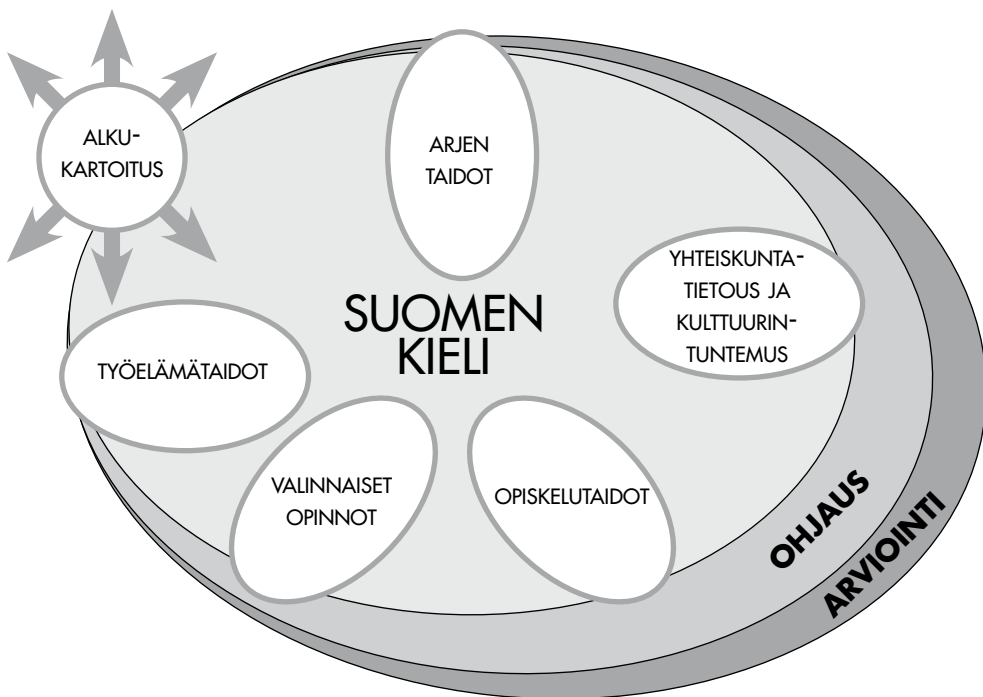 ALKU-
KARTOITUS
ARJEN
TAIDOT
YHTEISKUNTA-
TIETOUS JA
KULTTUURIN-
TUNTEMUS
SUOMEN
KIELI
TYÖELÄMÄTAIDOT
VALINNAISET
OPINNOT
OPISKELUTAIDOT
OHJAUS
ARVIOINTI